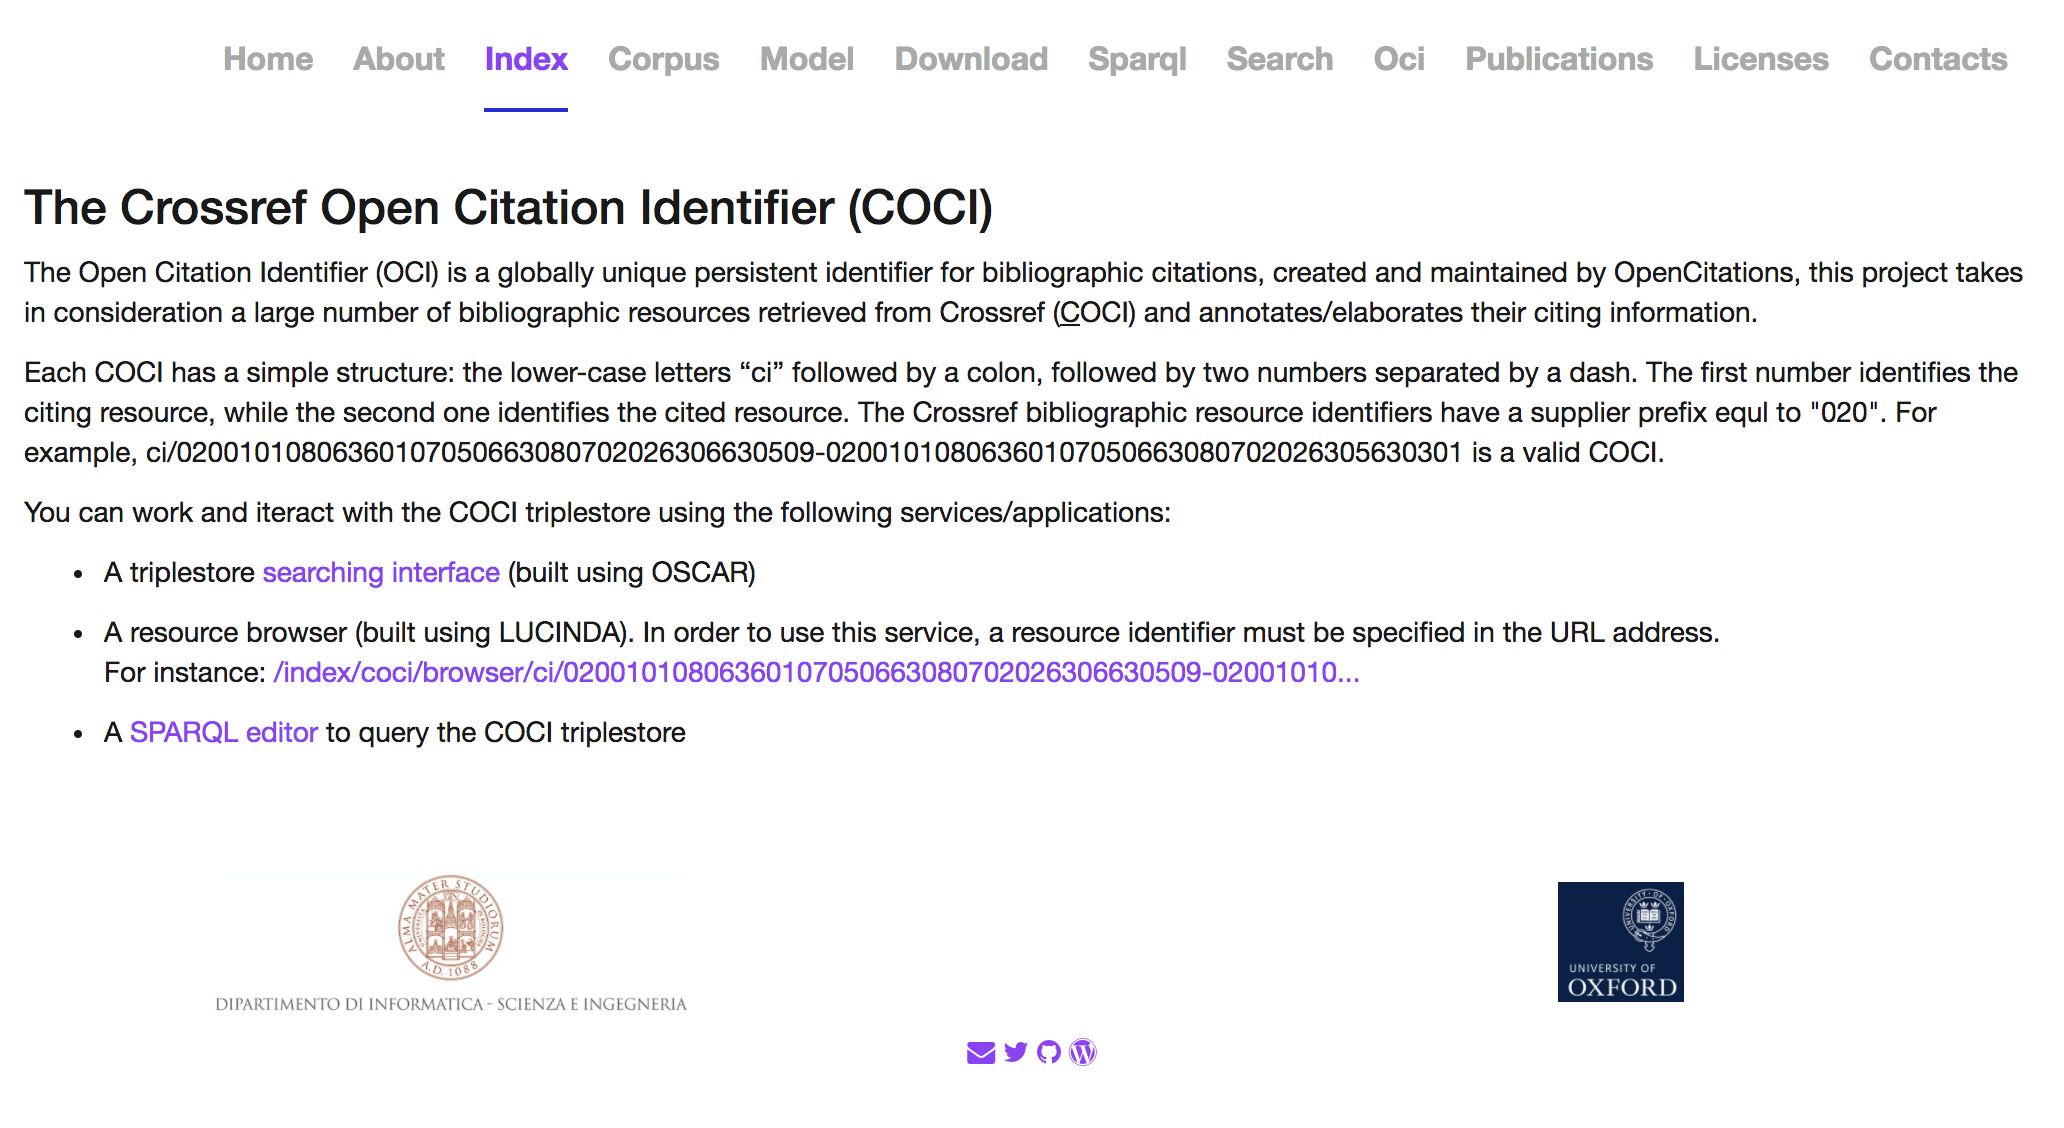 Home About Index Corpus Model Download Sparql Search Oci Publications Licenses Contacts
The Crossref Open Citation Identifier (COCI)
The Open Citation Identifier (OCI) is a globally unique persistent identifier for bibliographic citations, created and maintained by OpenCitations, this project takes
in consideration a large number of bibliographic resources retrieved from Crossref (COCI) and annotates/elaborates their citing information.
Each COCI has a simple structure: the lower-case letters “ci” followed by a colon, followed by two numbers separated by a dash. The first number identifies the
citing resource, while the second one identifies the cited resource. The Crossref bibliographic resource identifiers have a supplier prefix equl to "020". For
example, ci/02001010806360107050663080702026306630509-02001010806360107050663080702026305630301 is a valid COCI.
You can work and iteract with the COCI triplestore using the following services/applications:
• A triplestore searching interface (built using OSCAR)
• A resource browser (built using LUCINDA). In order to use this service, a resource identifier must be specified in the URL address.
For instance: /index/coci/browser/ci/02001010806360107050663080702026306630509-02001010...
• A SPARQL editor to query the COCI triplestore
ALMA MATER STUDIORUM
A.D. 1088
DIPARTIMENTO DI INFORMATICA - SCIENZA E INGEGNERIA
UNIVERSITY OF OXFORD
UNIVERSITY OF
OXFORD